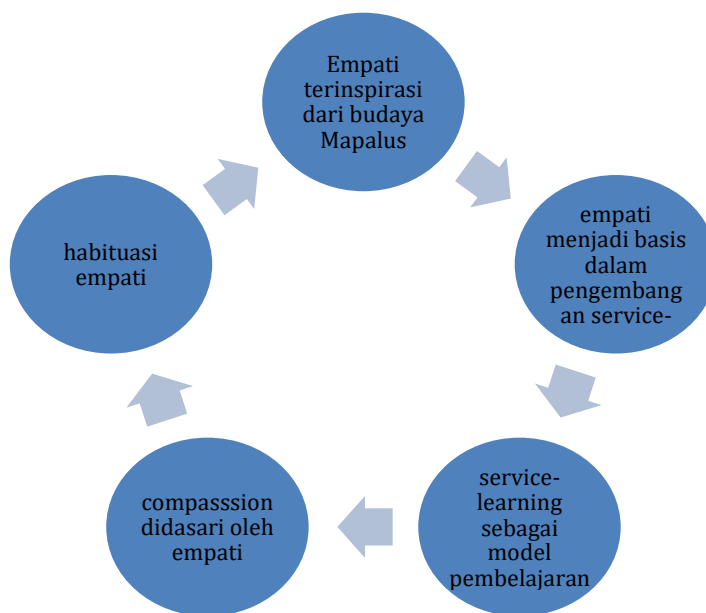 Empati
terinspirasi
dari budaya
Mapalus
empati
menjadi basis
dalam
pengembang
an service-
service-
learning
sebagai
model
pembelajaran
compasssion
didasari oleh
empati
habituasi
empati